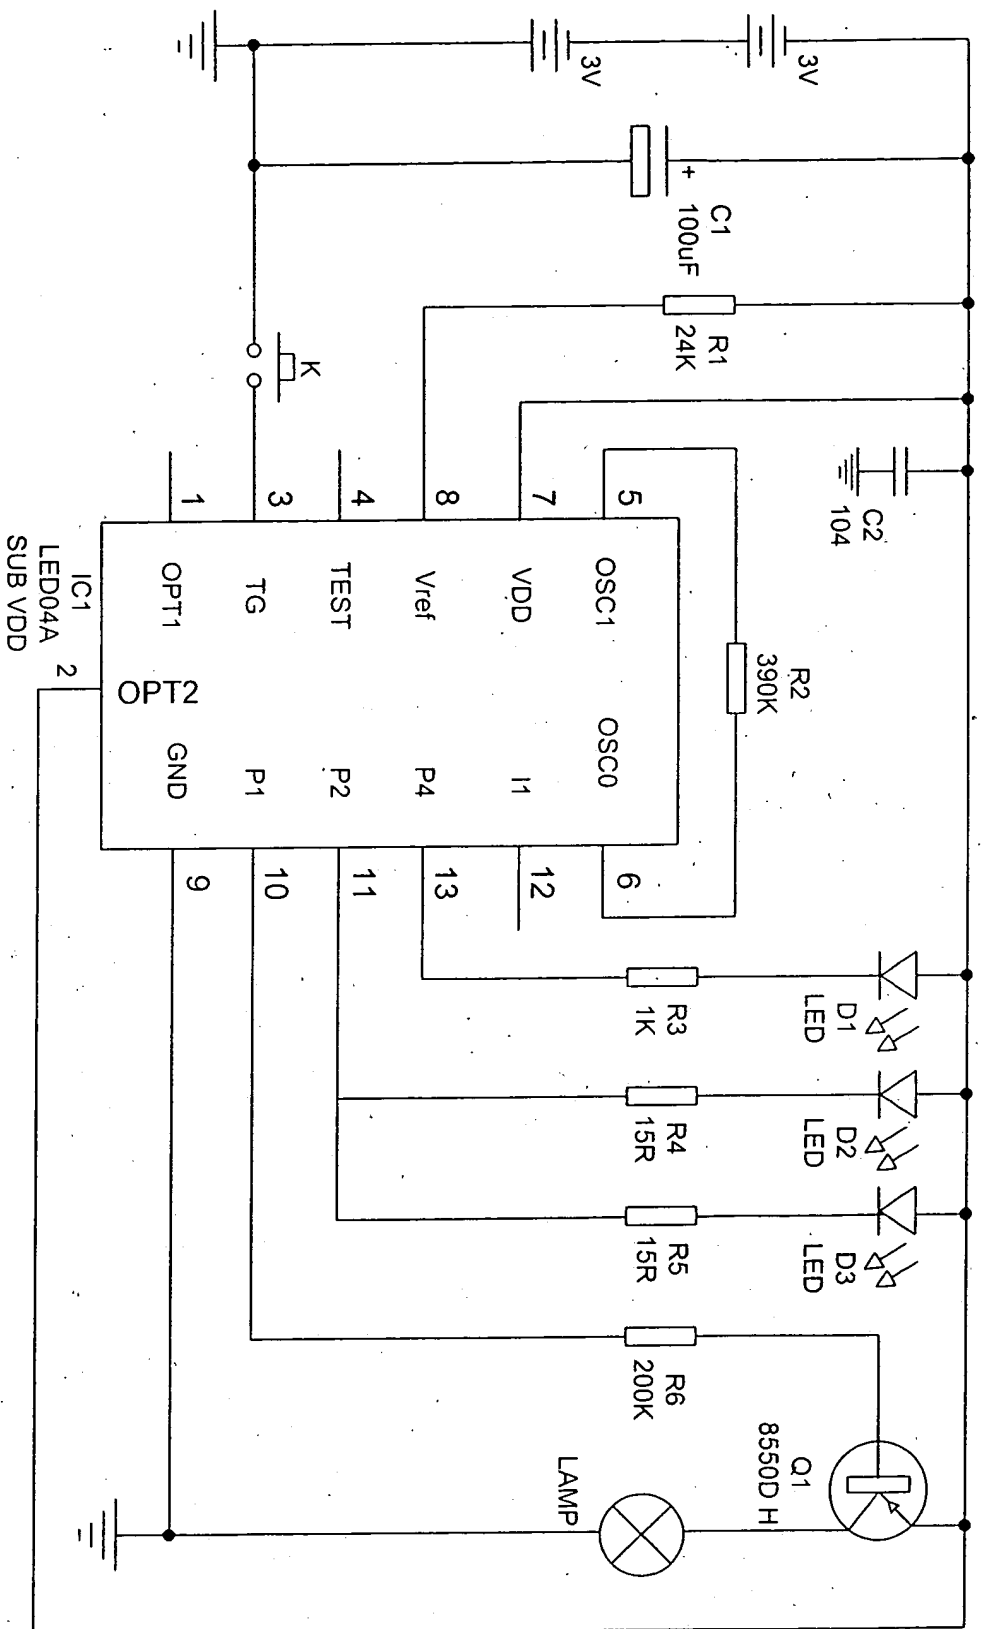 3V
3V
+
C1
100uF
R1
24K
K
C2
104
1
3
4
8
7
5
OPT1
TG
TEST
Vref
VDD
OSC1
IC1
LED04A
SUB VDD
2
OPT2
R2
390K
GND
P1
P2
P4
I1
OSC0
9
10
11
13
12
6
R3
1K
D1
LED
R4
15R
D2
LED
R5
15R
D3
LED
R6
200K
Q1
8550D H
LAMP